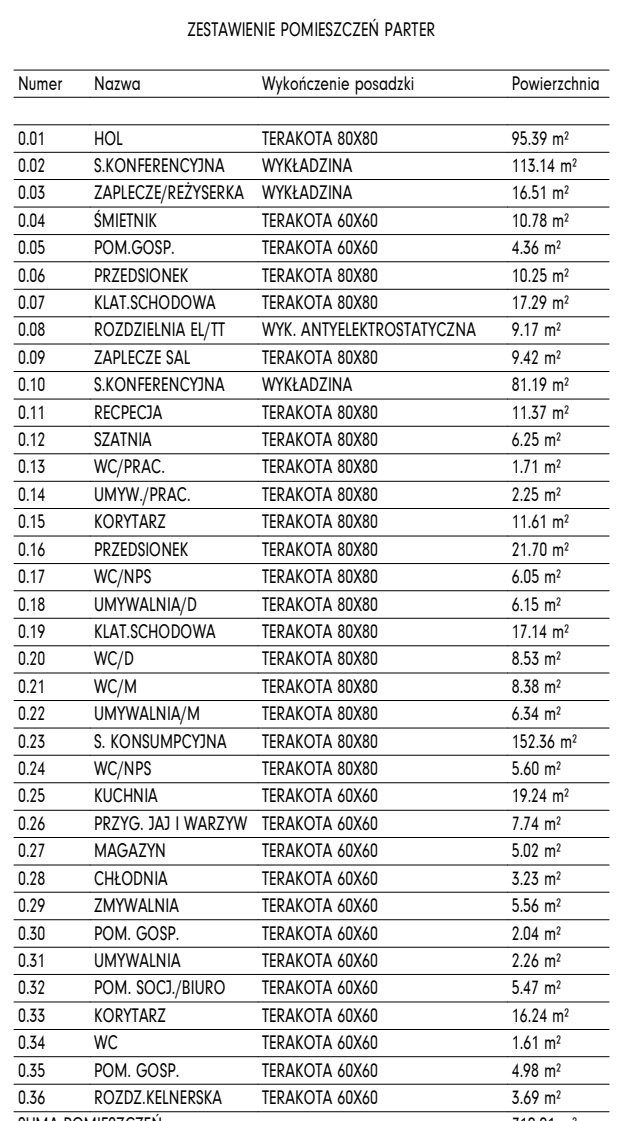 ZESTAWIENIE POMIESZCZEŃ PARTER
Numer Nazwa Wykończenie posadzki Powierzchnia
0.01 HOL TERAKOTA 80X80 95.39 m²
0.02 S.KONFERENCYJNA WYKŁADZINA 113.14 m²
0.03 ZAPLECZE/REŻYSERKA WYKŁADZINA 16.51 m²
0.04 ŚMIETNIK TERAKOTA 60X60 10.78 m²
0.05 POM.GOSP. TERAKOTA 60X60 4.36 m²
0.06 PRZEDSIONEK TERAKOTA 80X80 10.25 m²
0.07 KLAT.SCHODOWA TERAKOTA 80X80 17.29 m²
0.08 ROZDZIELNIA EL/TT WYK. ANTYELEKTROSTATYCZNA 9.17 m²
0.09 ZAPLECZE SAL TERAKOTA 80X80 9.42 m²
0.10 S.KONFERENCYJNA WYKŁADZINA 81.19 m²
0.11 RECPECJA TERAKOTA 80X80 11.37 m²
0.12 SZATNIA TERAKOTA 80X80 6.25 m²
0.13 WC/PRAC. TERAKOTA 80X80 1.71 m²
0.14 UMYW./PRAC. TERAKOTA 80X80 2.25 m²
0.15 KORYTARZ TERAKOTA 80X80 11.61 m²
0.16 PRZEDSIONEK TERAKOTA 80X80 21.70 m²
0.17 WC/NPS TERAKOTA 80X80 6.05 m²
0.18 UMYWALNIA/D TERAKOTA 80X80 6.15 m²
0.19 KLAT.SCHODOWA TERAKOTA 80X80 17.14 m²
0.20 WC/D TERAKOTA 80X80 8.53 m²
0.21 WC/M TERAKOTA 80X80 8.38 m²
0.22 UMYWALNIA/M TERAKOTA 80X80 6.34 m²
0.23 S. KONSUMPCYJNA TERAKOTA 80X80 152.36 m²
0.24 WC/NPS TERAKOTA 80X80 5.60 m²
0.25 KUCHNIA TERAKOTA 60X60 19.24 m²
0.26 PRZYG. JAJ I WARZYW TERAKOTA 60X60 7.74 m²
0.27 MAGAZYN TERAKOTA 60X60 5.02 m²
0.28 CHŁODNIA TERAKOTA 60X60 3.23 m²
0.29 ZMYWALNIA TERAKOTA 60X60 5.56 m²
0.30 POM. GOSP. TERAKOTA 60X60 2.04 m²
0.31 UMYWALNIA TERAKOTA 60X60 2.26 m²
0.32 POM. SOCJ./BIURO TERAKOTA 60X60 5.47 m²
0.33 KORYTARZ TERAKOTA 60X60 16.24 m²
0.34 WC TERAKOTA 60X60 1.61 m²
0.35 POM. GOSP. TERAKOTA 60X60 4.98 m²
0.36 ROZDZ.KELNERSKA TERAKOTA 60X60 3.69 m²
SUMA POMIESZCZEŃ